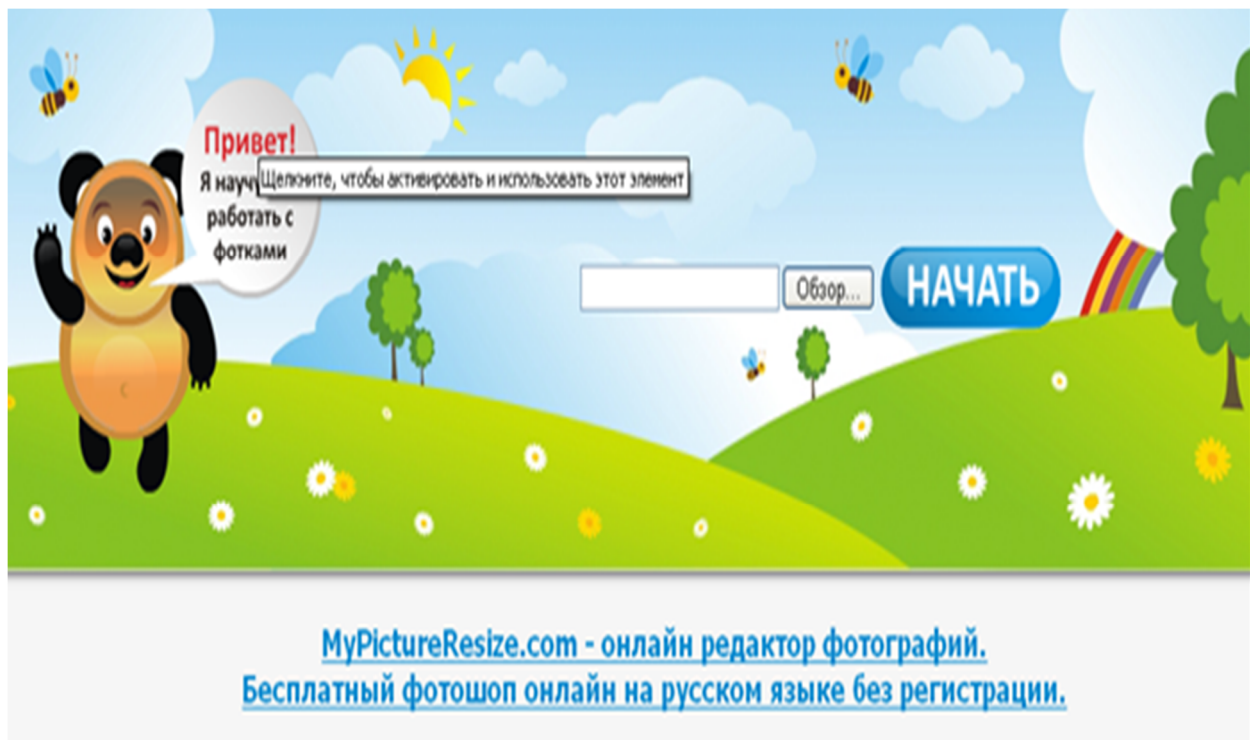 Привет!
Я науч
Щелкните, чтобы активировать и использовать этот элемент
работать с
фотками
Обзор...
НАЧАТЬ
MyPictureResize.com - онлайн редактор фотографий.
Бесплатный фотошоп онлайн на русском языке без регистрации.